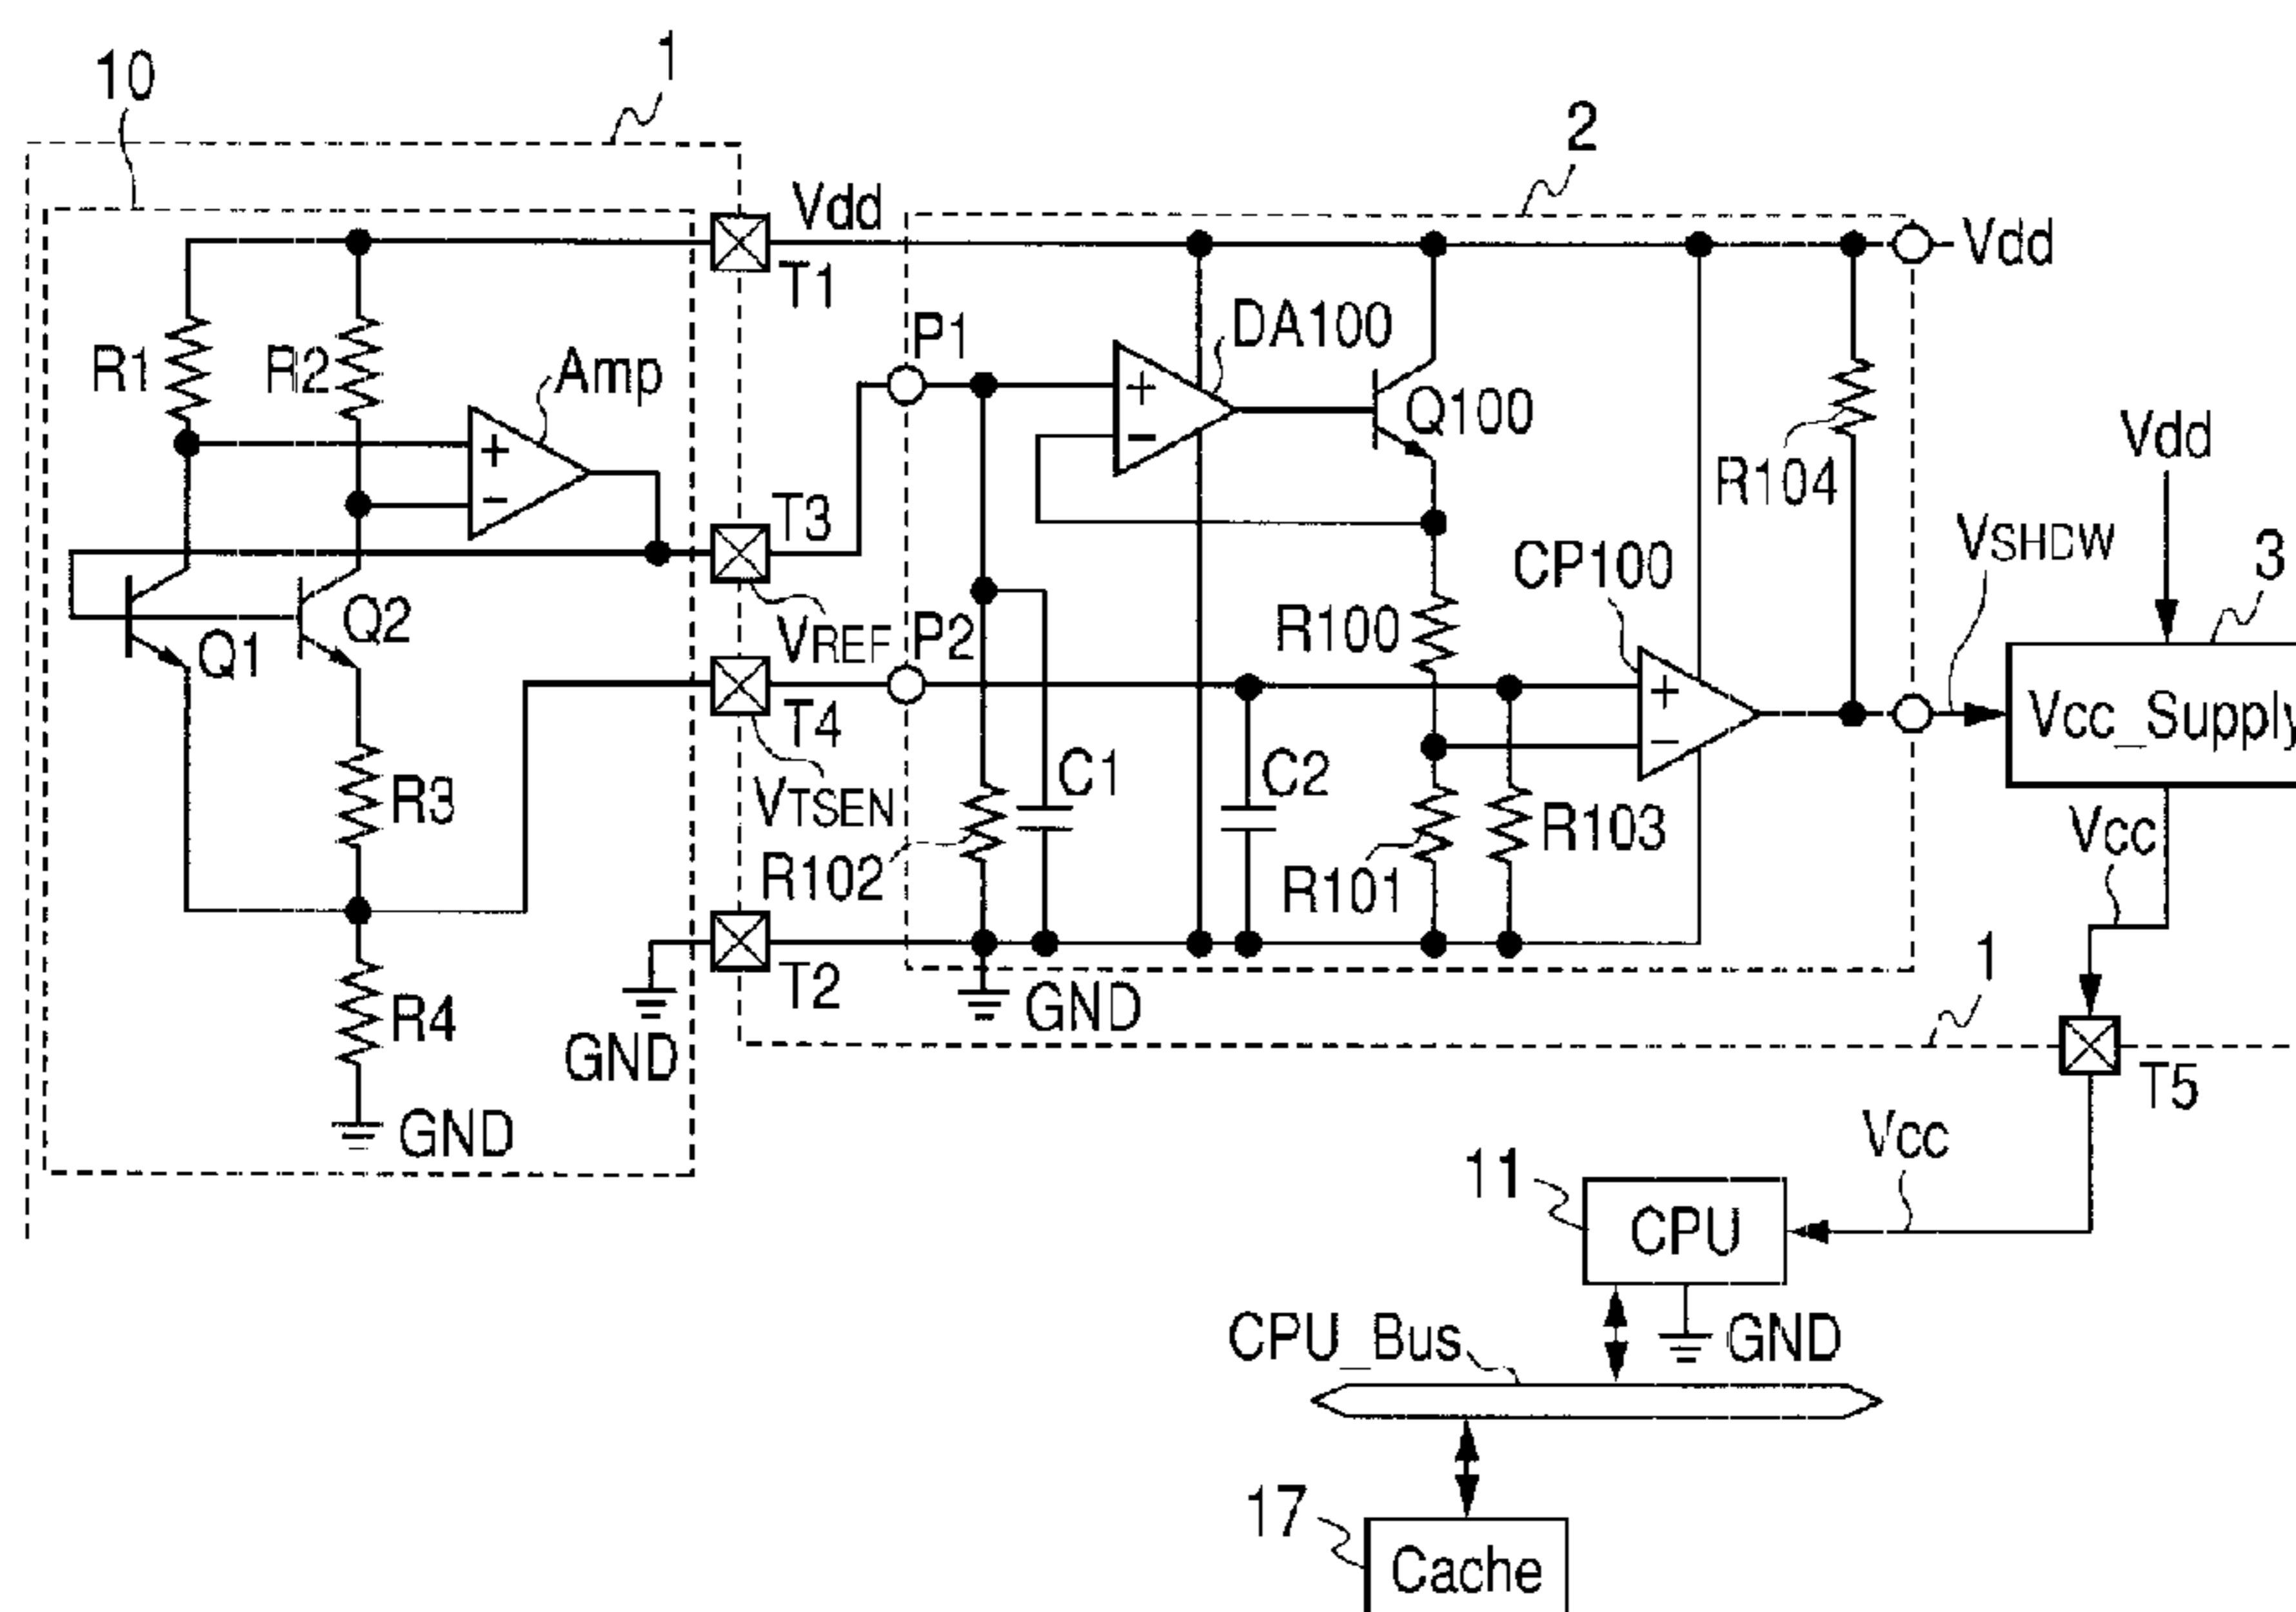 1
10
2
Vdd
Vdd
T1
P1
DA100
R1
R2
Amp
+
−
Q100
Vdd
+
−
R104
T3
VSHDW
3
CP100
VREF
P2
Q1
Q2
R100
T4
+
−
Vcc_Supply
C1
C2
VTSEN
R3
R103
Vcc
R102
R101
T2
1
R4
GND
GND
T5
GND
Vcc
11
CPU
CPU_Bus
GND
17
Cache